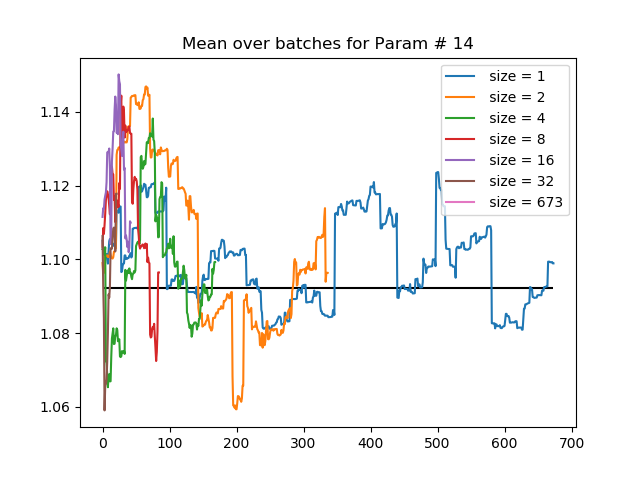 Mean over batches for Param # 14
1.14
1.12
1.10
1.08
1.06
0
100
200
300
400
500
600
700
size = 1
size = 2
size = 4
size = 8
size = 16
size = 32
size = 673